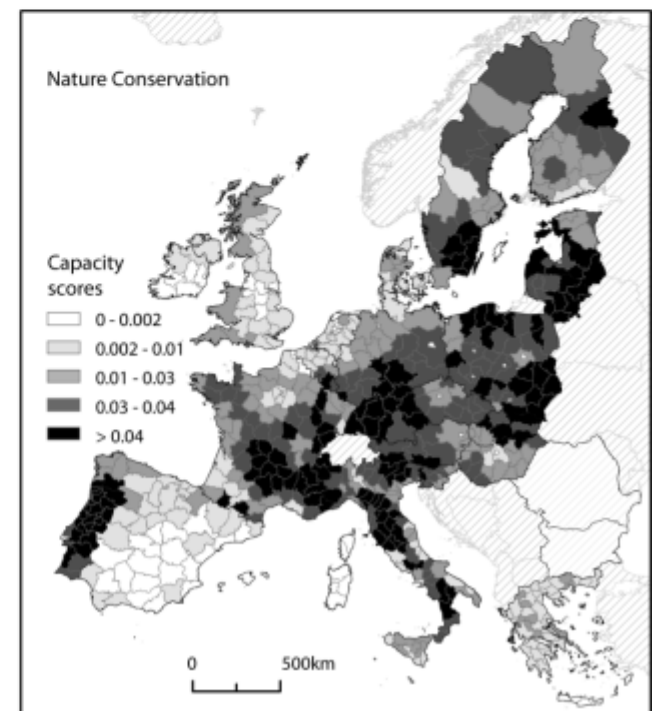 Nature Conservation
Capacity
scores
0 - 0.002
0.002 - 0.01
0.01 - 0.03
0.03 - 0.04
> 0.04
0 500km